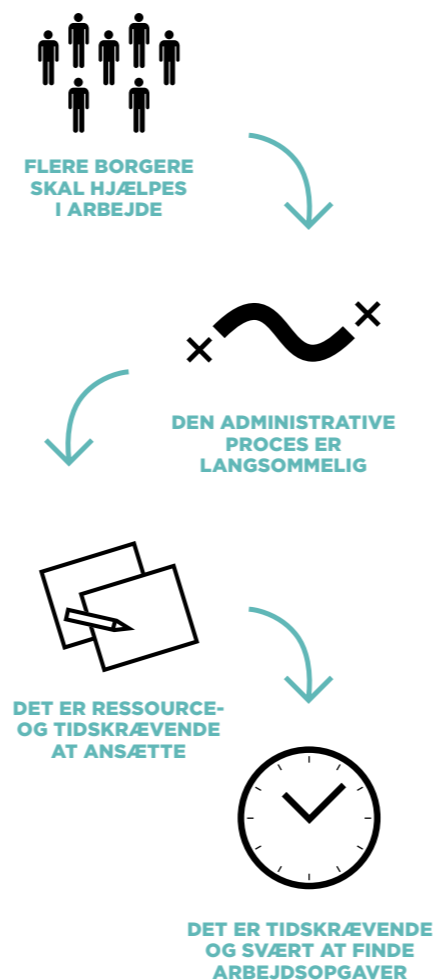 FLERE BORGERE
SKAL HJÆLPES
I ARBEJDE
DEN ADMINISTRATIVE
PROCES ER
LANGSOMMELIG
DET ER RESSOURCE-
OG TIDSKRÆVENDE
AT ANSÆTTE
DET ER TIDSKRÆVENDE
OG SVÆRT AT FINDE
ARBEJDSOPGAVER